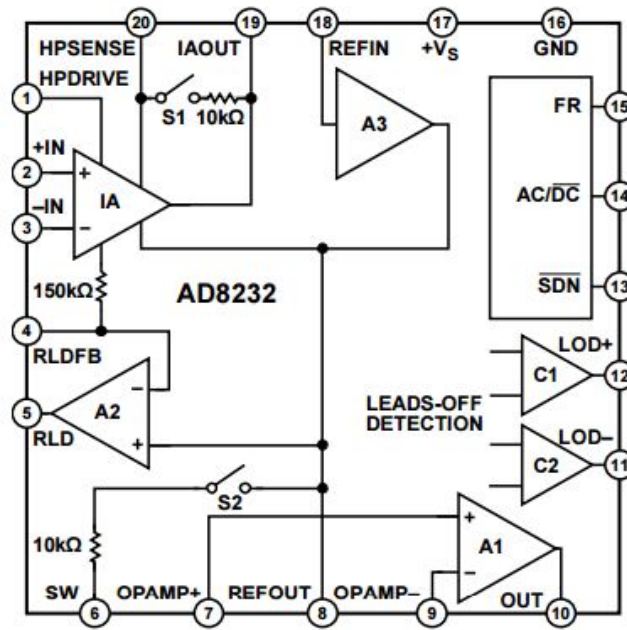 20 19 18 17 16
HPSENSE IAOUT REFIN +VS GND
HPDRIVE
1
S1 10kΩ
A3
FR 15
+IN
2
+
IA
AC/DC 14
–IN
3
–
150kΩ
AD8232
SDN 13
4
RLDFB
LOD+
C1 12
–
A2
5
RLD
+
LEADS-OFF
DETECTION
LOD–
C2 11
S2
10kΩ
+
A1
–
SW OPAMP+ REFOUT OPAMP– OUT
6 7 8 9 10